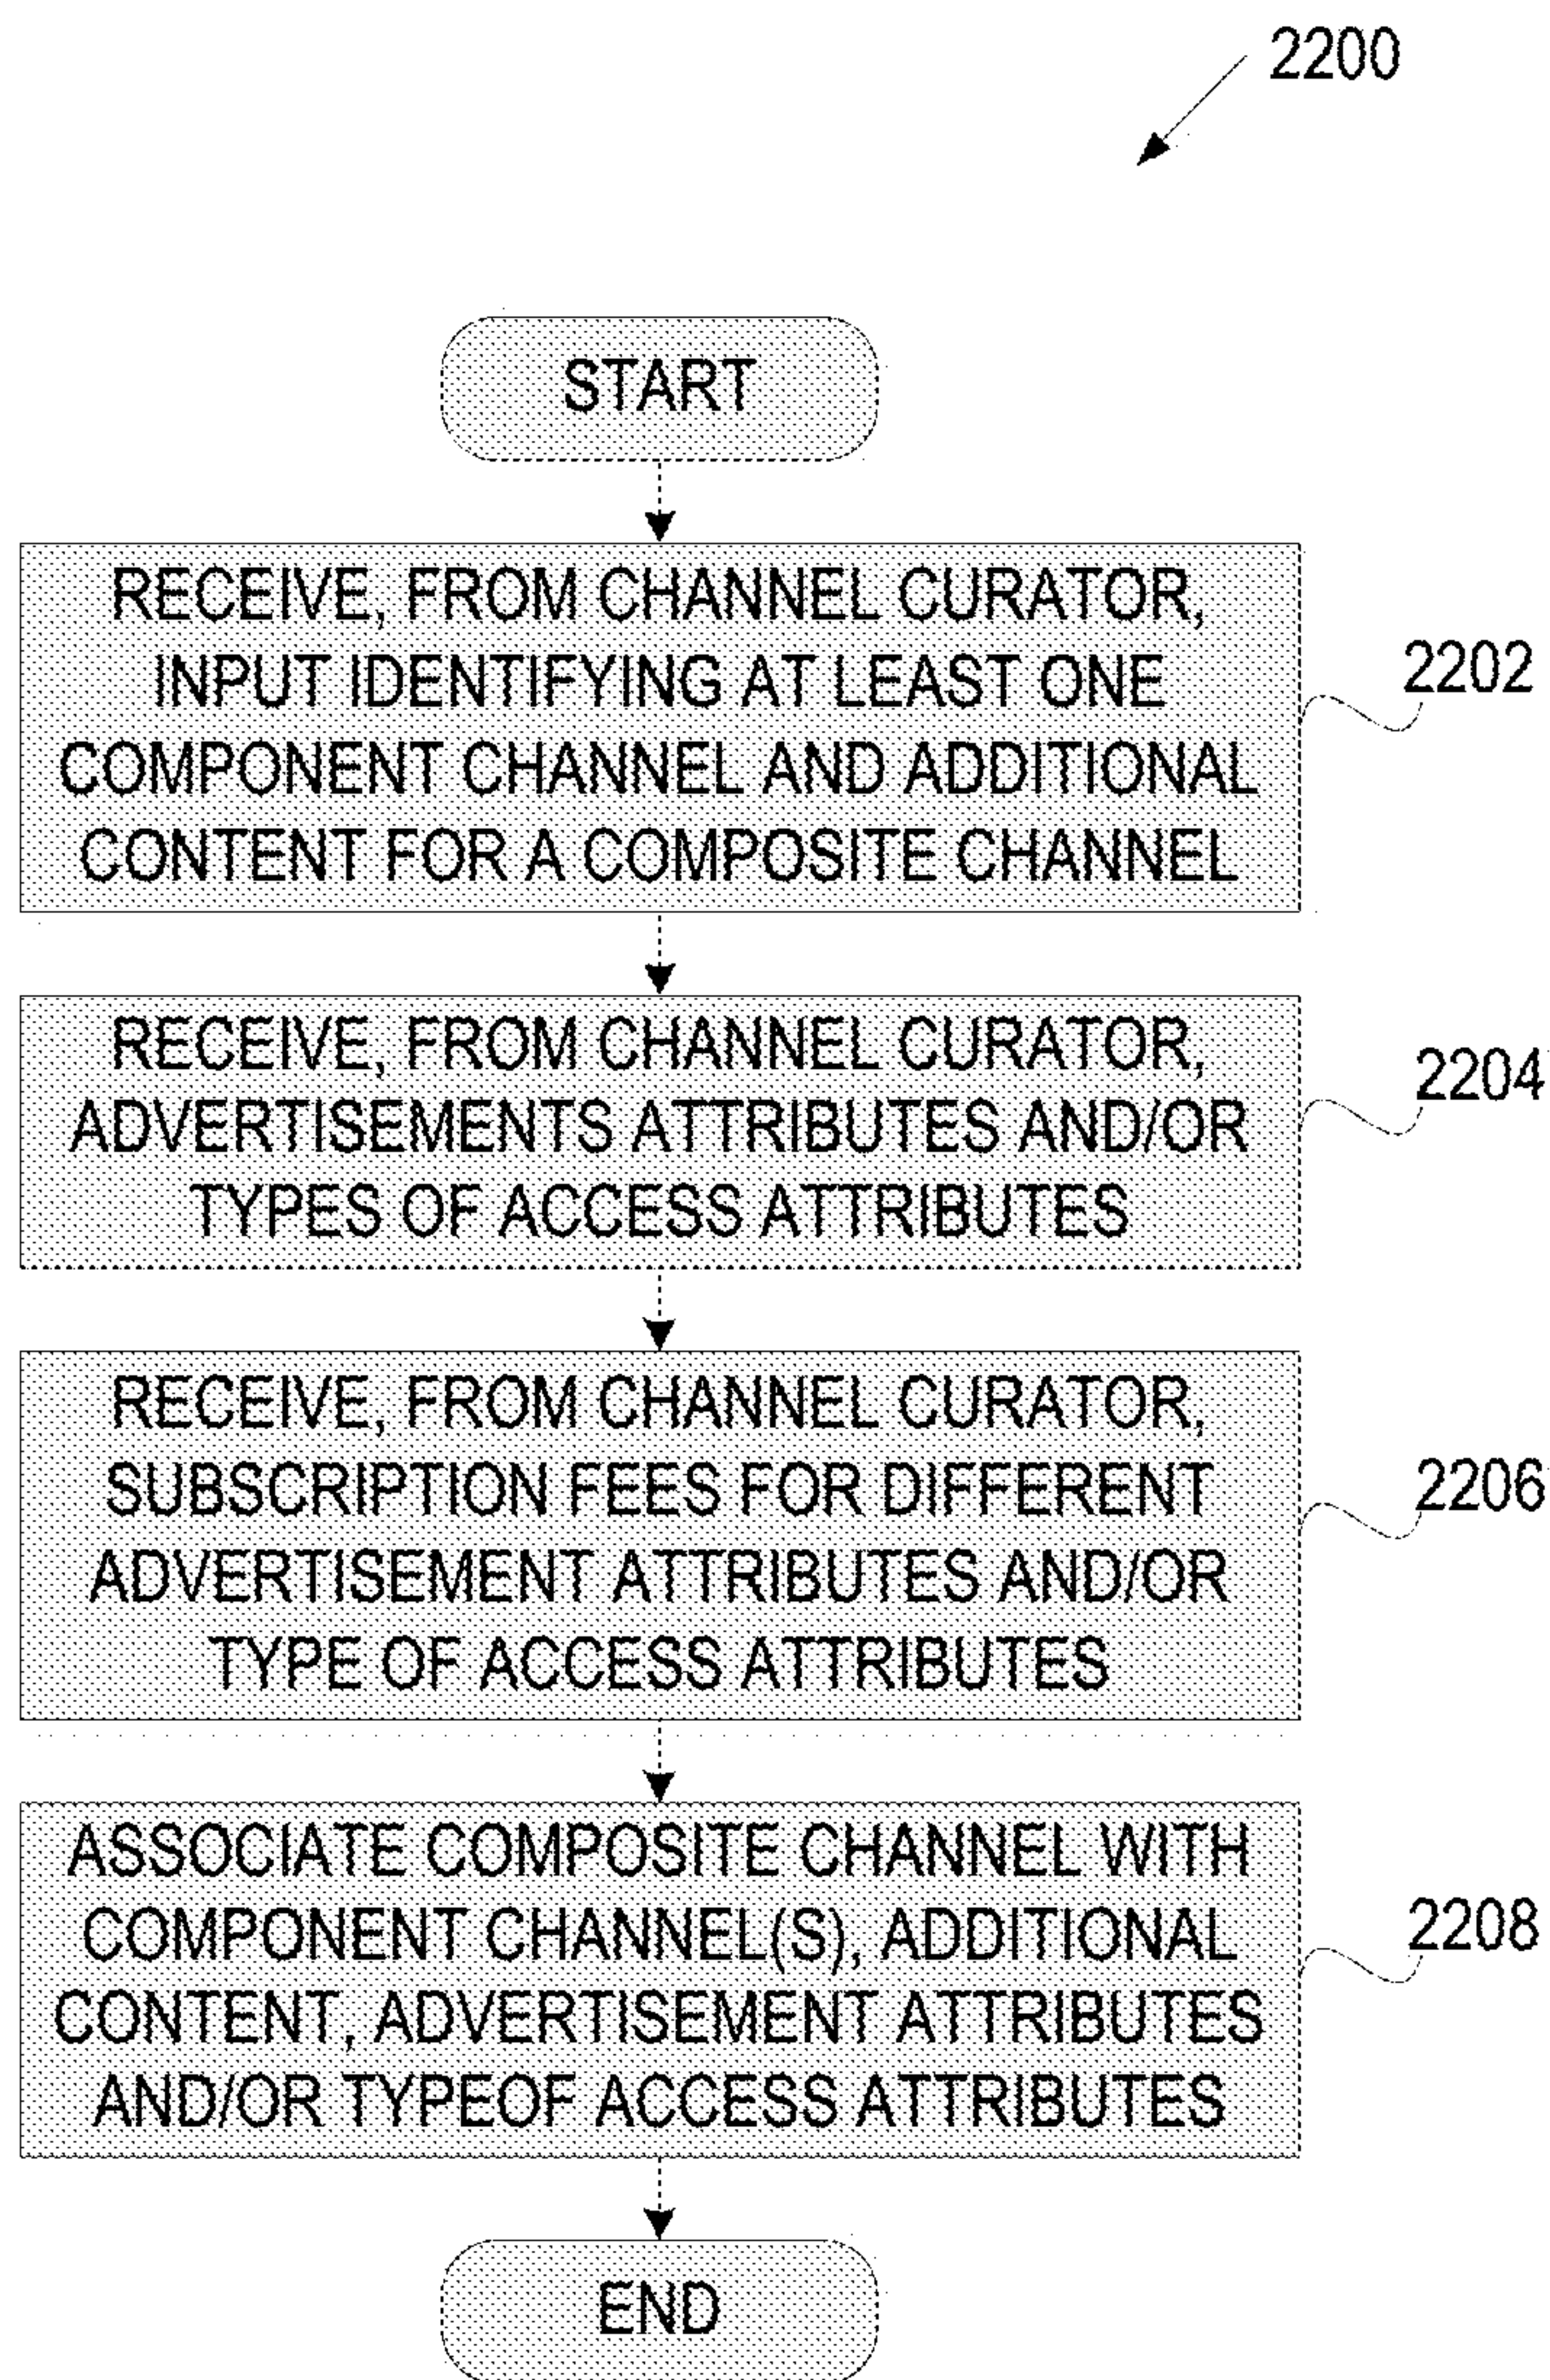 2200
START
RECEIVE, FROM CHANNEL CURATOR,
INPUT IDENTIFYING AT LEAST ONE
COMPONENT CHANNEL AND ADDITIONAL
CONTENT FOR A COMPOSITE CHANNEL
2202
RECEIVE, FROM CHANNEL CURATOR,
ADVERTISEMENTS ATTRIBUTES AND/OR
TYPES OF ACCESS ATTRIBUTES
2204
RECEIVE, FROM CHANNEL CURATOR,
SUBSCRIPTION FEES FOR DIFFERENT
ADVERTISEMENT ATTRIBUTES AND/OR
TYPE OF ACCESS ATTRIBUTES
2206
ASSOCIATE COMPOSITE CHANNEL WITH
COMPONENT CHANNEL(S), ADDITIONAL
CONTENT, ADVERTISEMENT ATTRIBUTES
AND/OR TYPEOF ACCESS ATTRIBUTES
2208
END